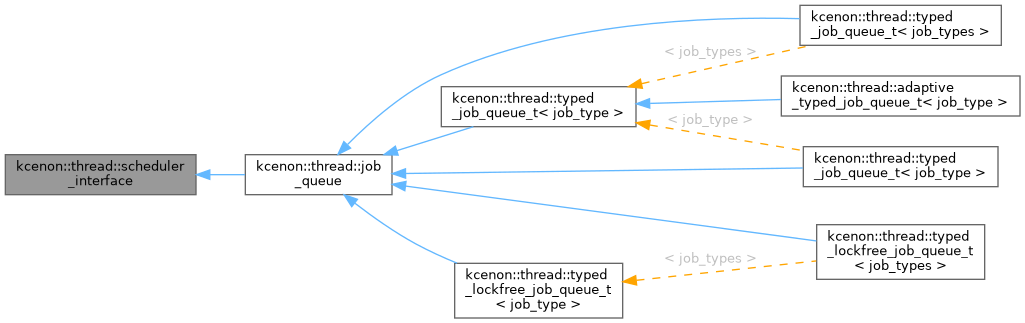 kcenon::thread::scheduler
_interface
kcenon::thread::job
_queue
kcenon::thread::typed
_job_queue_t< job_type >
kcenon::thread::typed
_lockfree_job_queue_t
< job_type >
< job_types >
< job_type >
< job_types >
kcenon::thread::typed
_job_queue_t< job_types >
kcenon::thread::adaptive
_typed_job_queue_t< job_type >
kcenon::thread::typed
_job_queue_t< job_type >
kcenon::thread::typed
_lockfree_job_queue_t
< job_types >